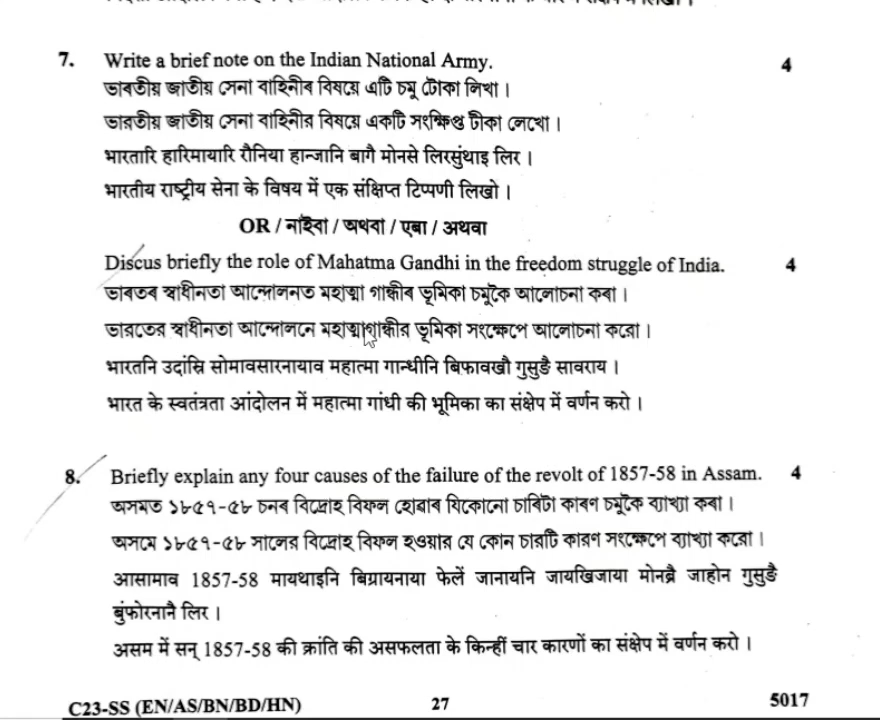 7. Write a brief note on the Indian National Army. 4
ভাৰতীয় জাতীয় সেনা বাহিনীৰ বিষয়ে এটি চমু টোকা লিখা।
ভারতীয় জাতীয় সেনা বাহিনীর বিষয়ে একটি সংক্ষিপ্ত টীকা লেখো।
भारतारि हारिमायारि रौनिया हान्जानि बागै मोनसे लिरसुंथाइ लिर।
भारतीय राष्ट्रीय सेना के विषय में एक संक्षिप्त टिप्पणी लिखो।
OR / নাইবা / অথবা / एबा / अथवा
Discus briefly the role of Mahatma Gandhi in the freedom struggle of India. 4
ভাৰতৰ স্বাধীনতা আন্দোলনত মহাত্মা গান্ধীৰ ভূমিকা চমুকৈ আলোচনা কৰা।
ভারতের স্বাধীনতা আন্দোলনে মহাত্মা গান্ধীর ভূমিকা সংক্ষেপে আলোচনা করো।
भारतनि उदांस्रि सोमावसारनायाव महात्मा गान्धीनि बिफावखौ गुसुङै सावराय।
भारत के स्वतंत्रता आंदोलन में महात्मा गांधी की भूमिका का संक्षेप में वर्णन करो।
8. Briefly explain any four causes of the failure of the revolt of 1857-58 in Assam. 4
অসমত ১৮৫৭-৫৮ চনৰ বিদ্ৰোহ বিফল হোৱাৰ যিকোনো চাৰিটা কাৰণ চমুকৈ ব্যাখ্যা কৰা।
অসমে ১৮৫৭-৫৮ সালের বিদ্রোহ বিফল হওয়ার যে কোন চারটি কারণ সংক্ষেপে ব্যাখ্যা করো।
आसामाव 1857-58 मायथाइनि बिग्रायनाया फेलें जानायनि जायखिजाया मोनब्रै जाहोन गुसुङै
बुंफोरनानै लिर।
असम में सन् 1857-58 की क्रांति की असफलता के किन्हीं चार कारणों का संक्षेप में वर्णन करो।
C23-SS (EN/AS/BN/BD/HN) 27 5017